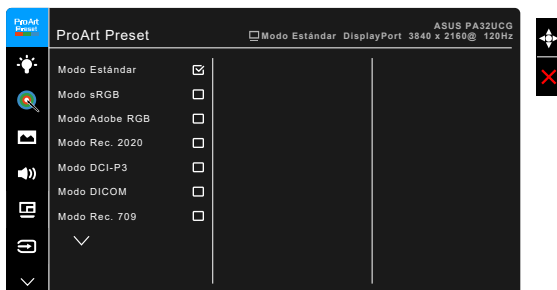 ProArt
Preset
ProArt Preset
ASUS PA32UCG
Modo Estándar DisplayPort 3840 x 2160@ 120Hz
Modo Estándar
Modo sRGB
Modo Adobe RGB
Modo Rec. 2020
Modo DCI-P3
Modo DICOM
Modo Rec. 709